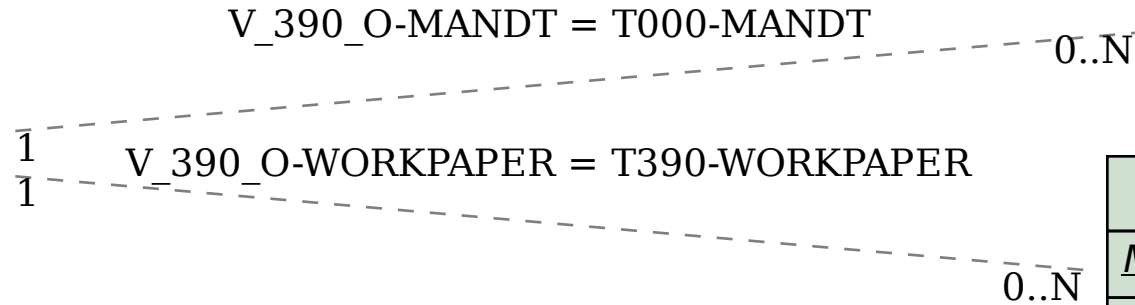 V_390_O-MANDT = T000-MANDT
0..N
1
V_390_O-WORKPAPER = T390-WORKPAPER
1
0..N